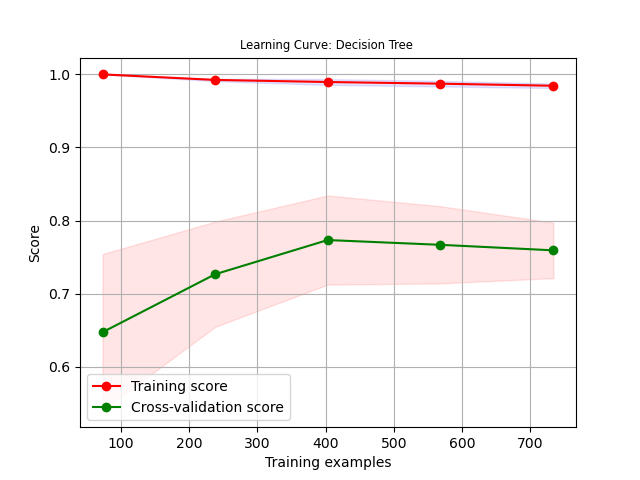 Learning Curve: Decision Tree
1.0
0.9
0.8
0.7
0.6
Score
Training score
Cross-validation score
100 200 300 400 500 600 700
Training examples